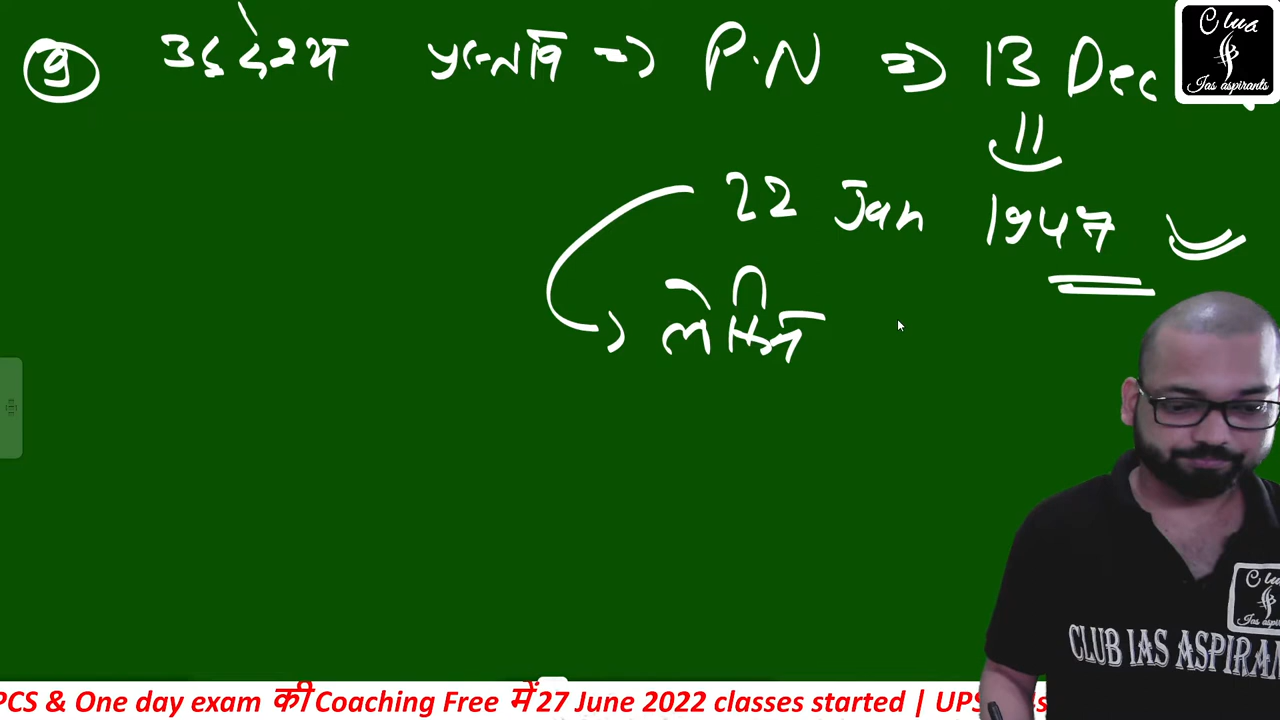 9 उद्देश्य प्रस्ताव => P.N => 13 Dec
22 Jan 1947
Club
Ias aspirants
CLUB IAS ASPIRAN
PCS & One day exam की Coaching Free में 27 June 2022 classes started | UPS